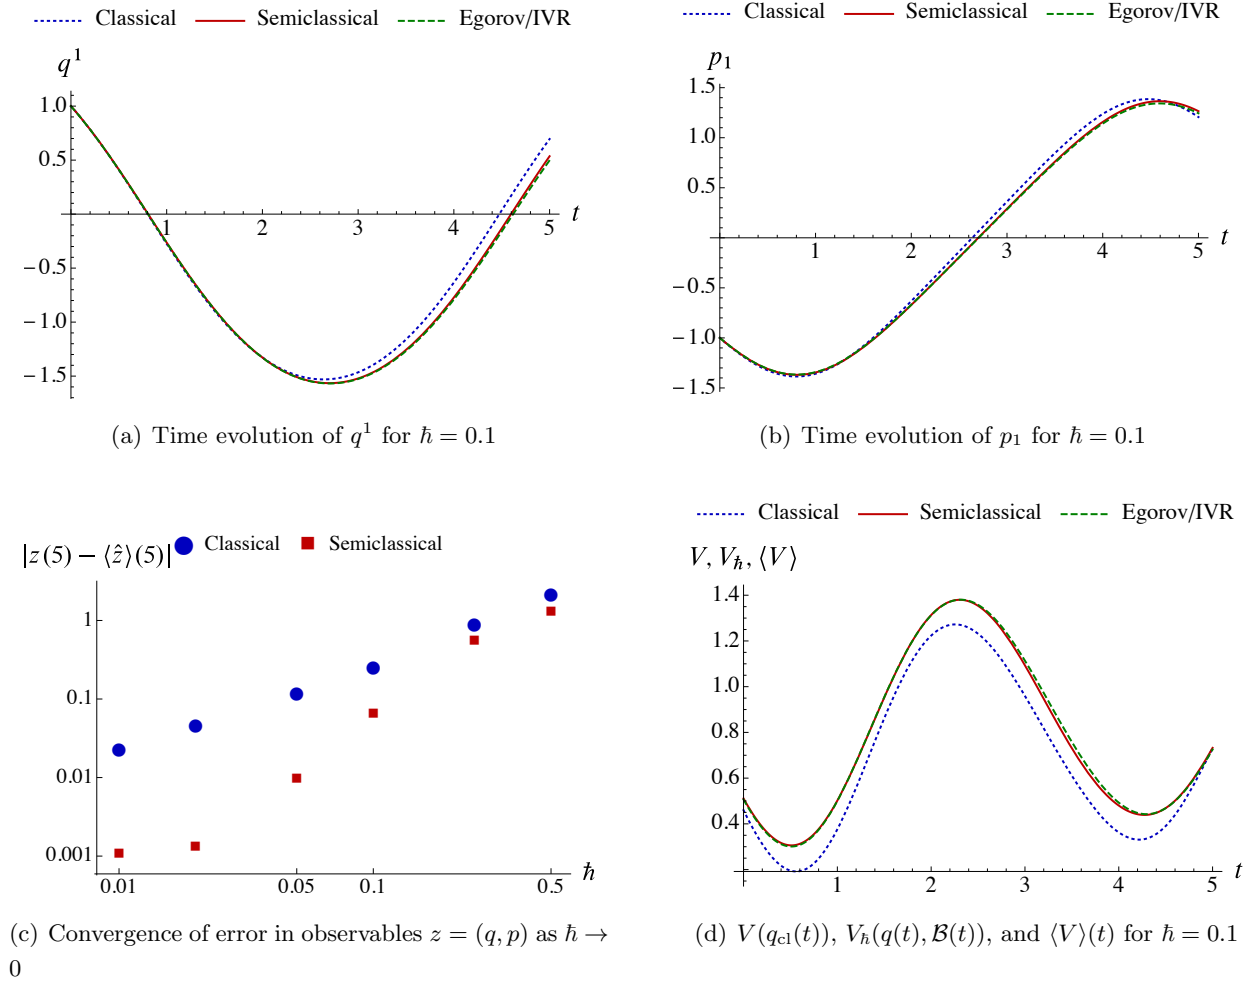 Classical Semiclassical Egorov/IVR
q¹
1.0
0.5
1 2 3 4 5 t
−0.5
−1.0
−1.5
(a) Time evolution of q¹ for ħ = 0.1
Classical Semiclassical Egorov/IVR
p₁
1.5
1.0
0.5
1 2 3 4 5 t
−0.5
−1.0
−1.5
(b) Time evolution of p₁ for ħ = 0.1
|z(5) − ⟨ẑ⟩(5)| Classical Semiclassical
1
0.1
0.01
0.001
0.01 0.05 0.1 0.5 ħ
(c) Convergence of error in observables z = (q, p) as ħ →
0
Classical Semiclassical Egorov/IVR
V, Vħ, ⟨V⟩
1.4
1.2
1.0
0.8
0.6
0.4
1 2 3 4 5 t
(d) V(q_cl(t)), V_ħ(q(t), ℬ(t)), and ⟨V⟩(t) for ħ = 0.1